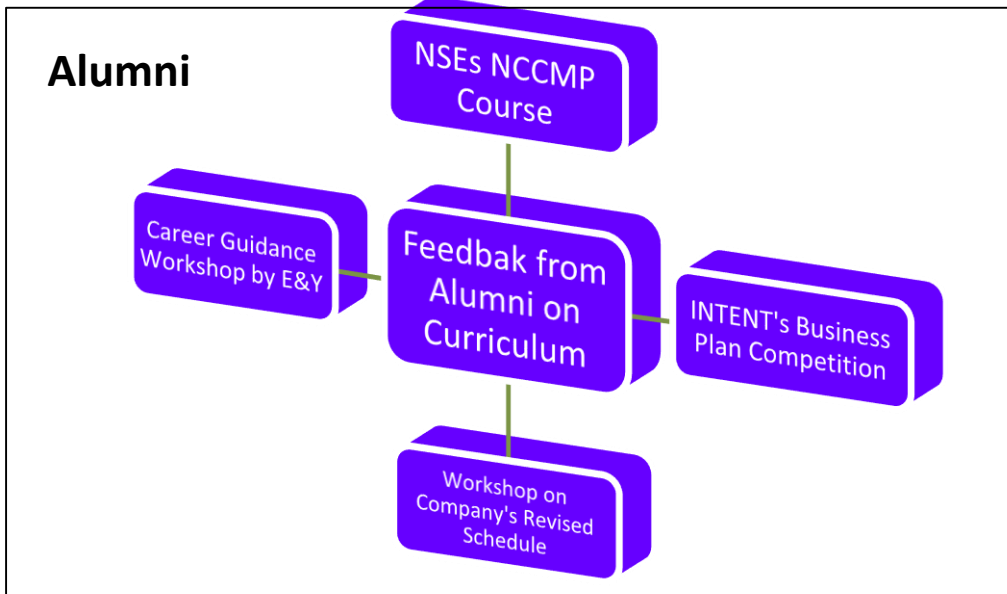 Alumni
NSEs NCCMP
Course
Career Guidance
Workshop by E&Y
Feedbak from
Alumni on
Curriculum
INTENT's Business
Plan Competition
Workshop on
Company's Revised
Schedule